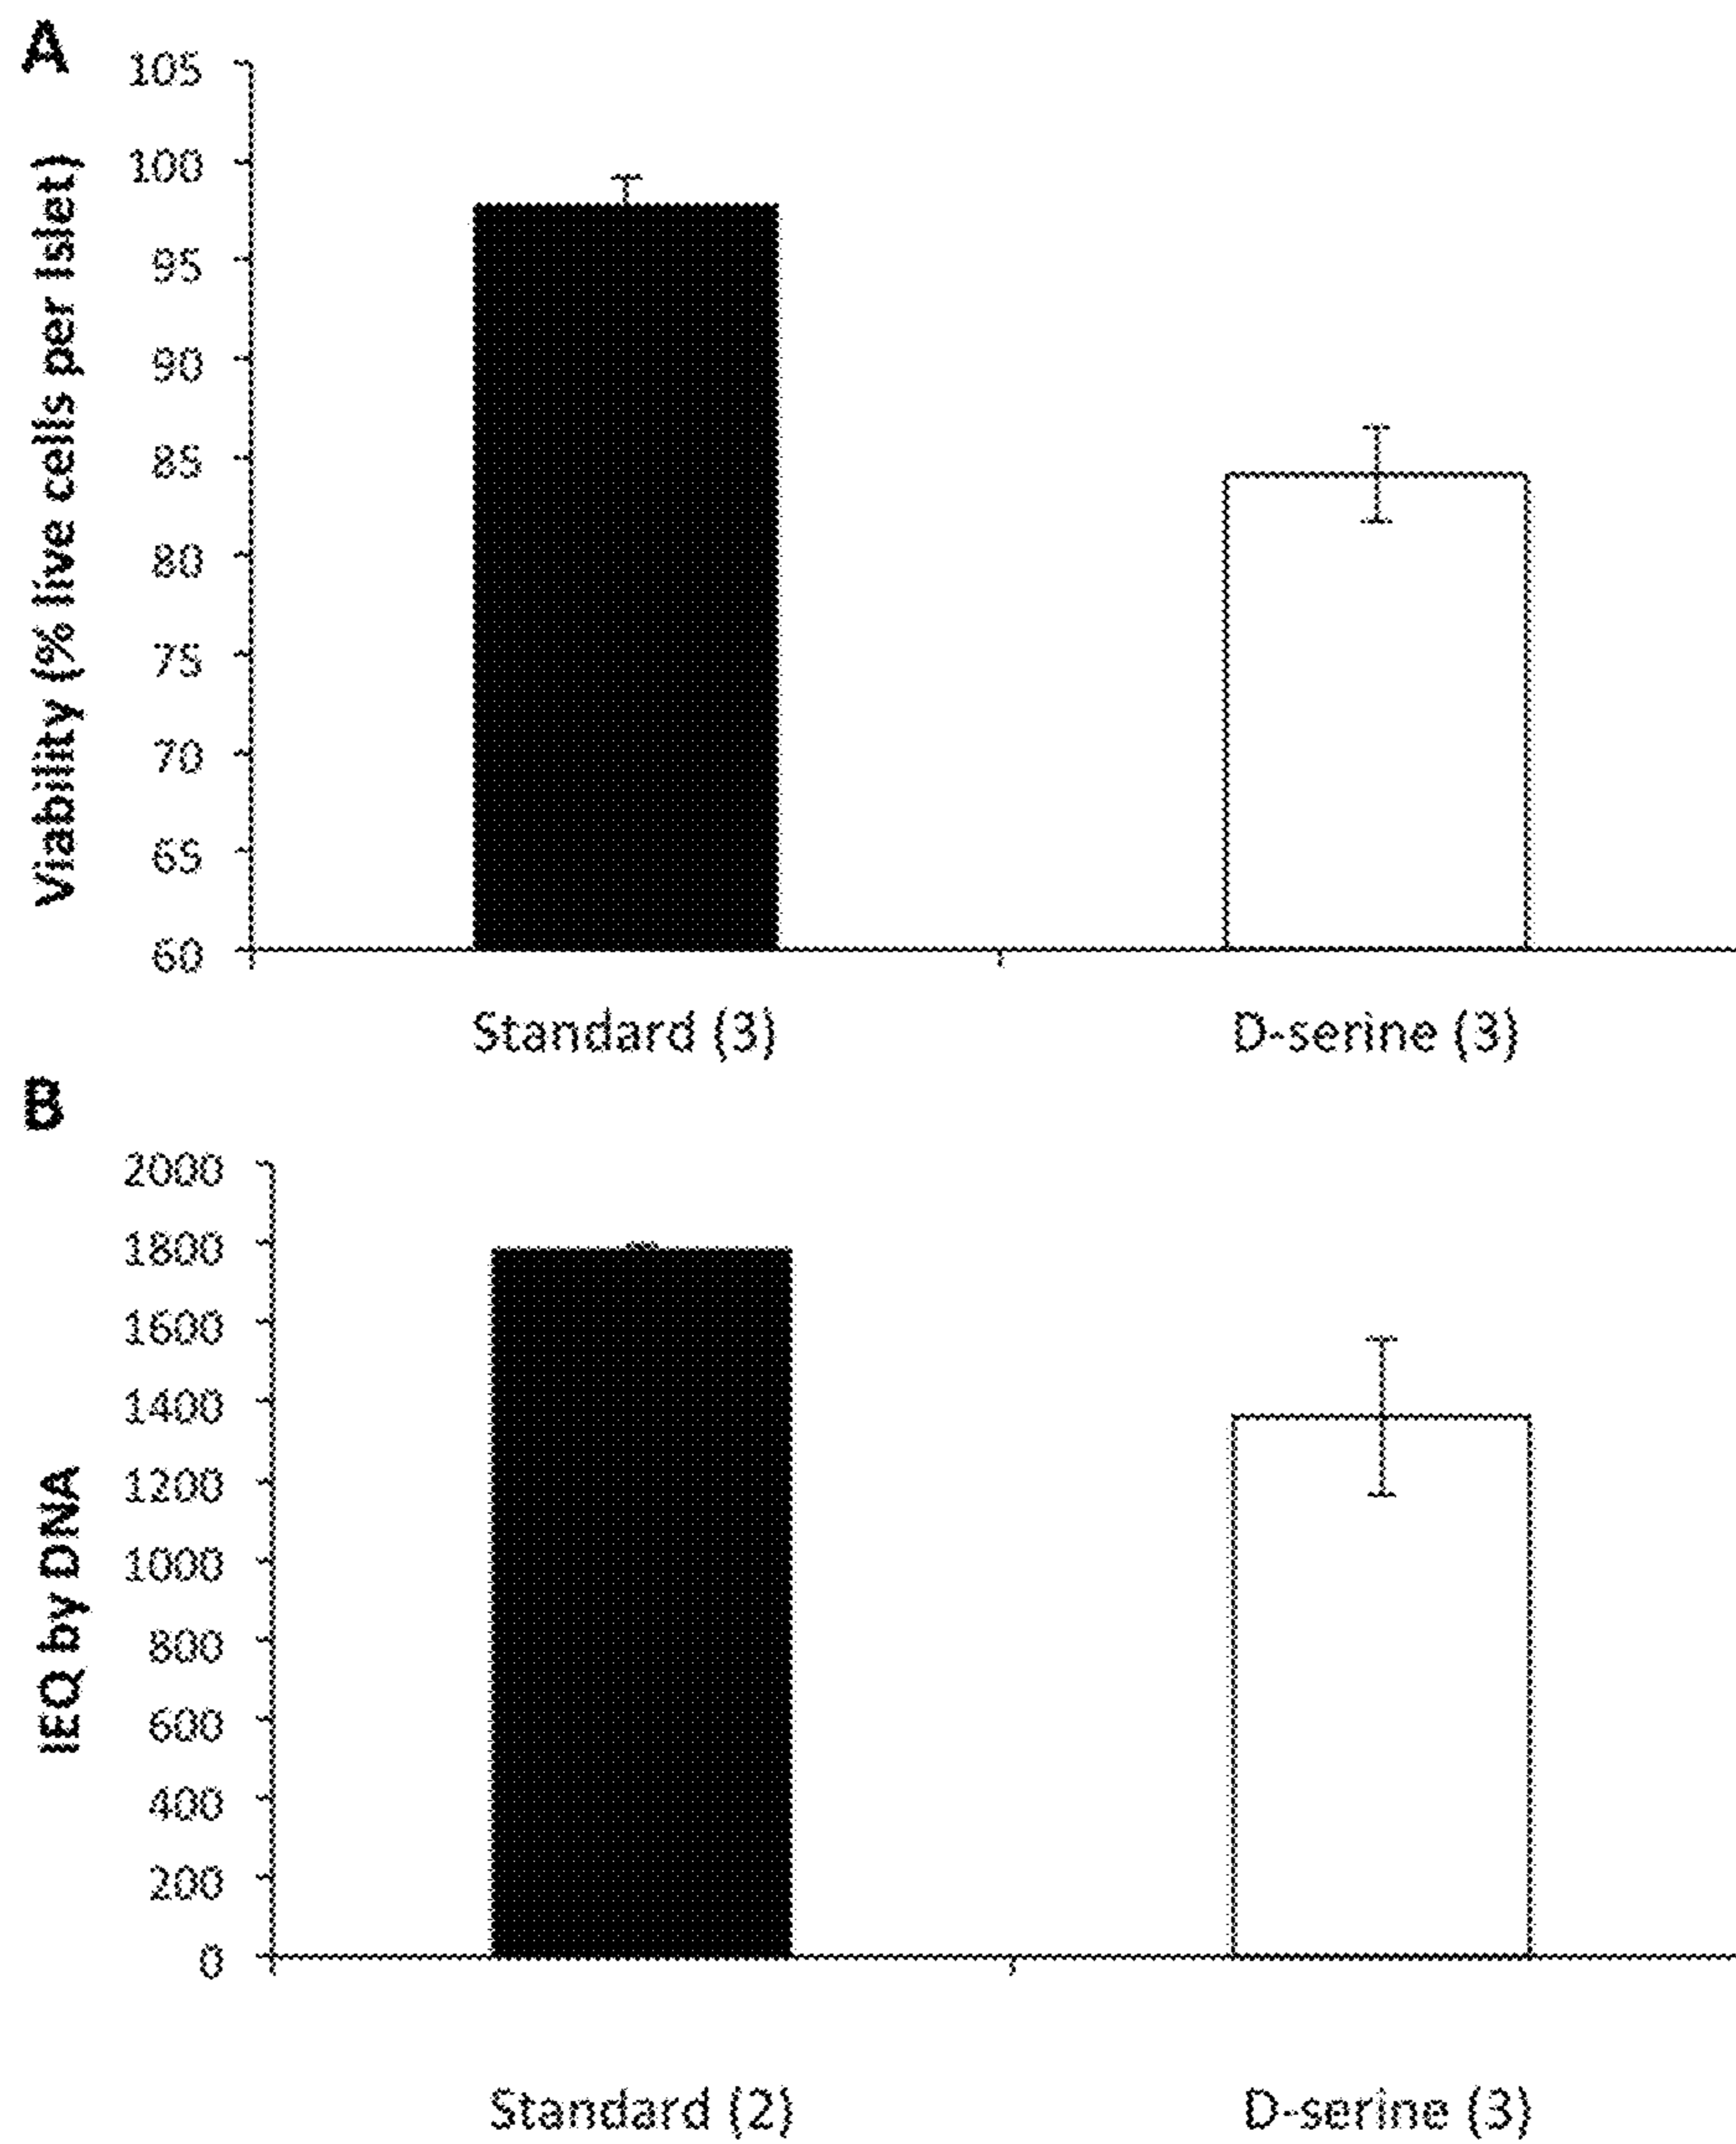 A
Viability (% live cells per Islet)
105
100
95
90
85
80
75
70
65
60
Standard (3)
D-serine (3)
B
IEQ by DNA
2000
1800
1600
1400
1200
1000
800
600
400
200
0
Standard (2)
D-serine (3)